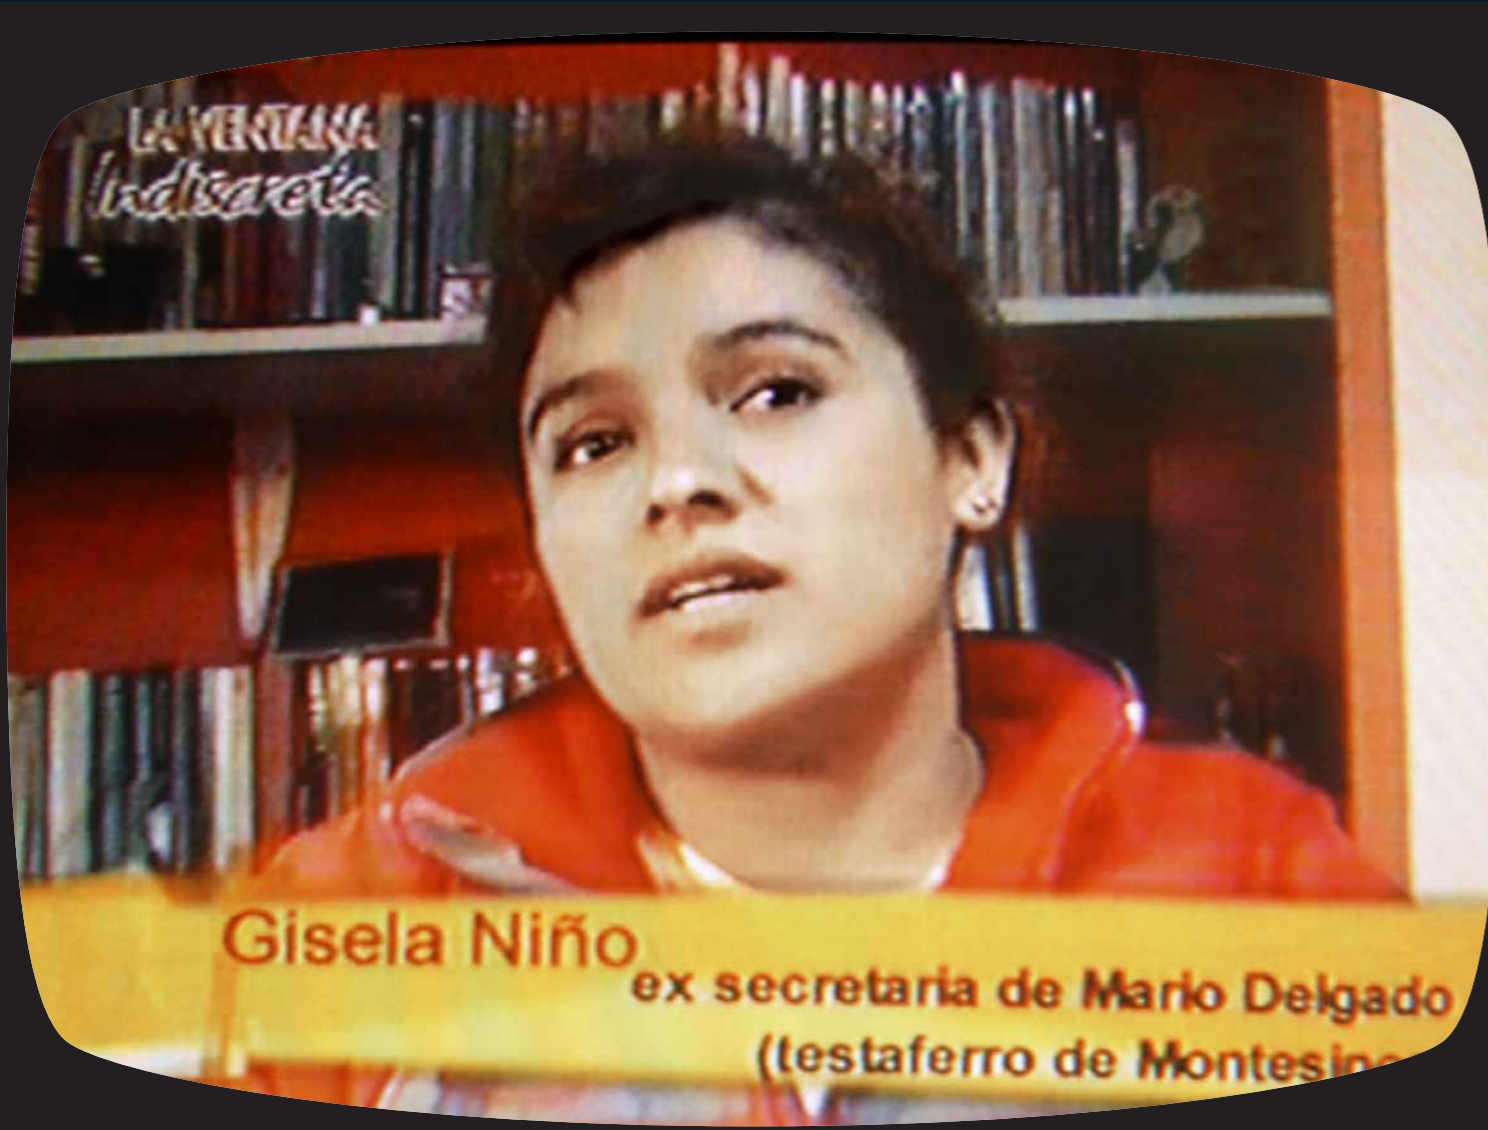 LA VENTANA
indiscreta
Gisela Niño
ex secretaria de Mario Delgado
(testaferro de